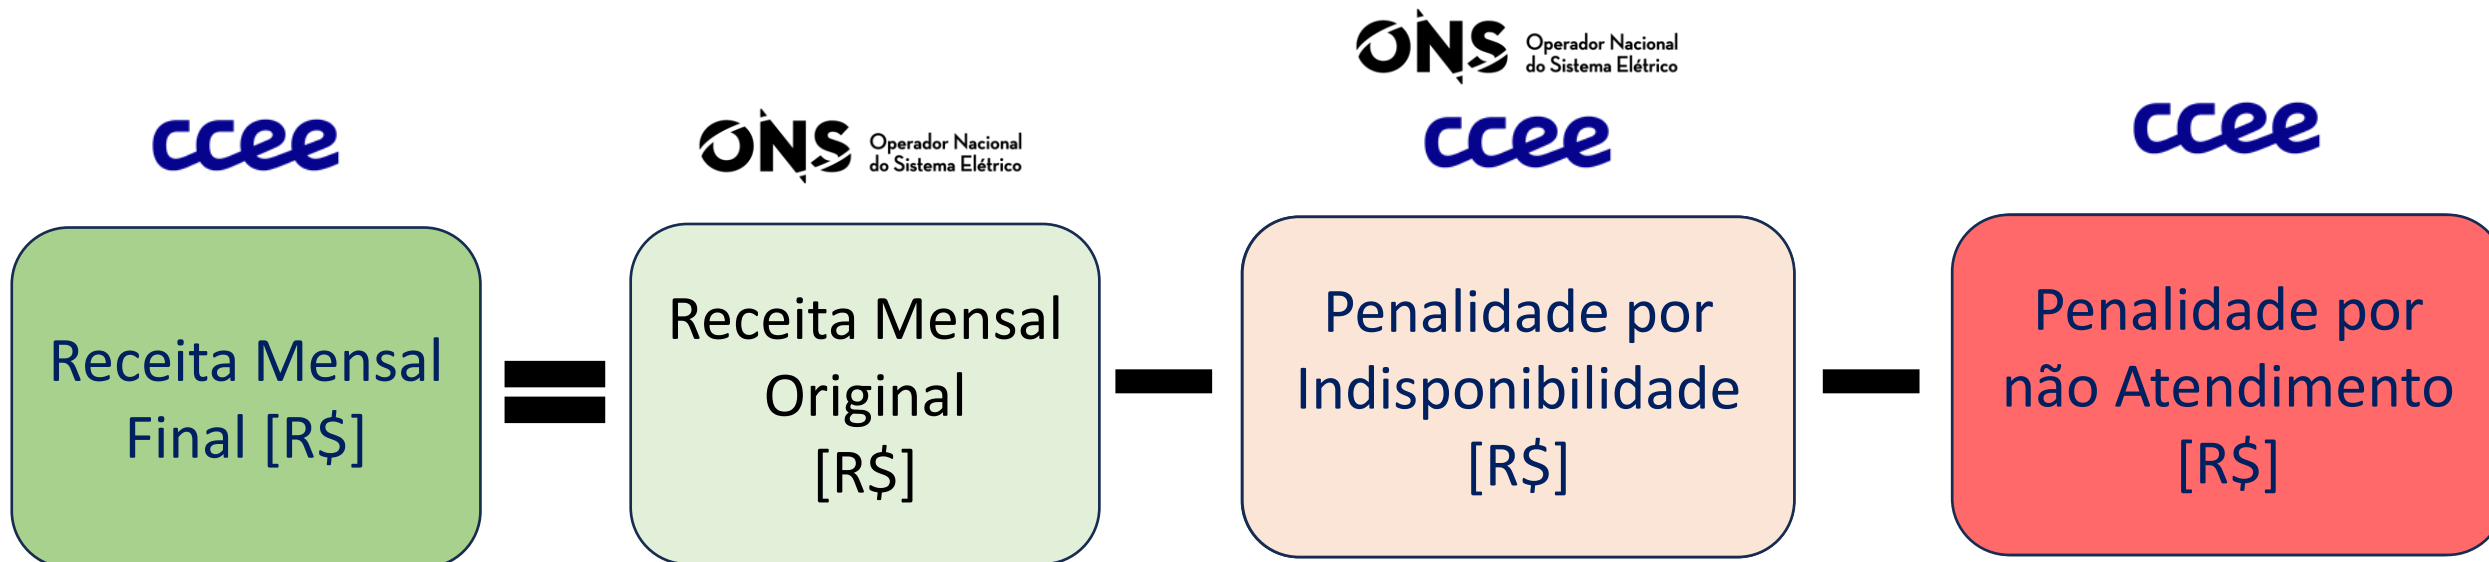 ccee
ONS Operador Nacional
do Sistema Elétrico
ONS Operador Nacional
do Sistema Elétrico
ccee
ccee
Receita Mensal
Final [R$]
=
Receita Mensal
Original
[R$]
−
Penalidade por
Indisponibilidade
[R$]
−
Penalidade por
não Atendimento
[R$]